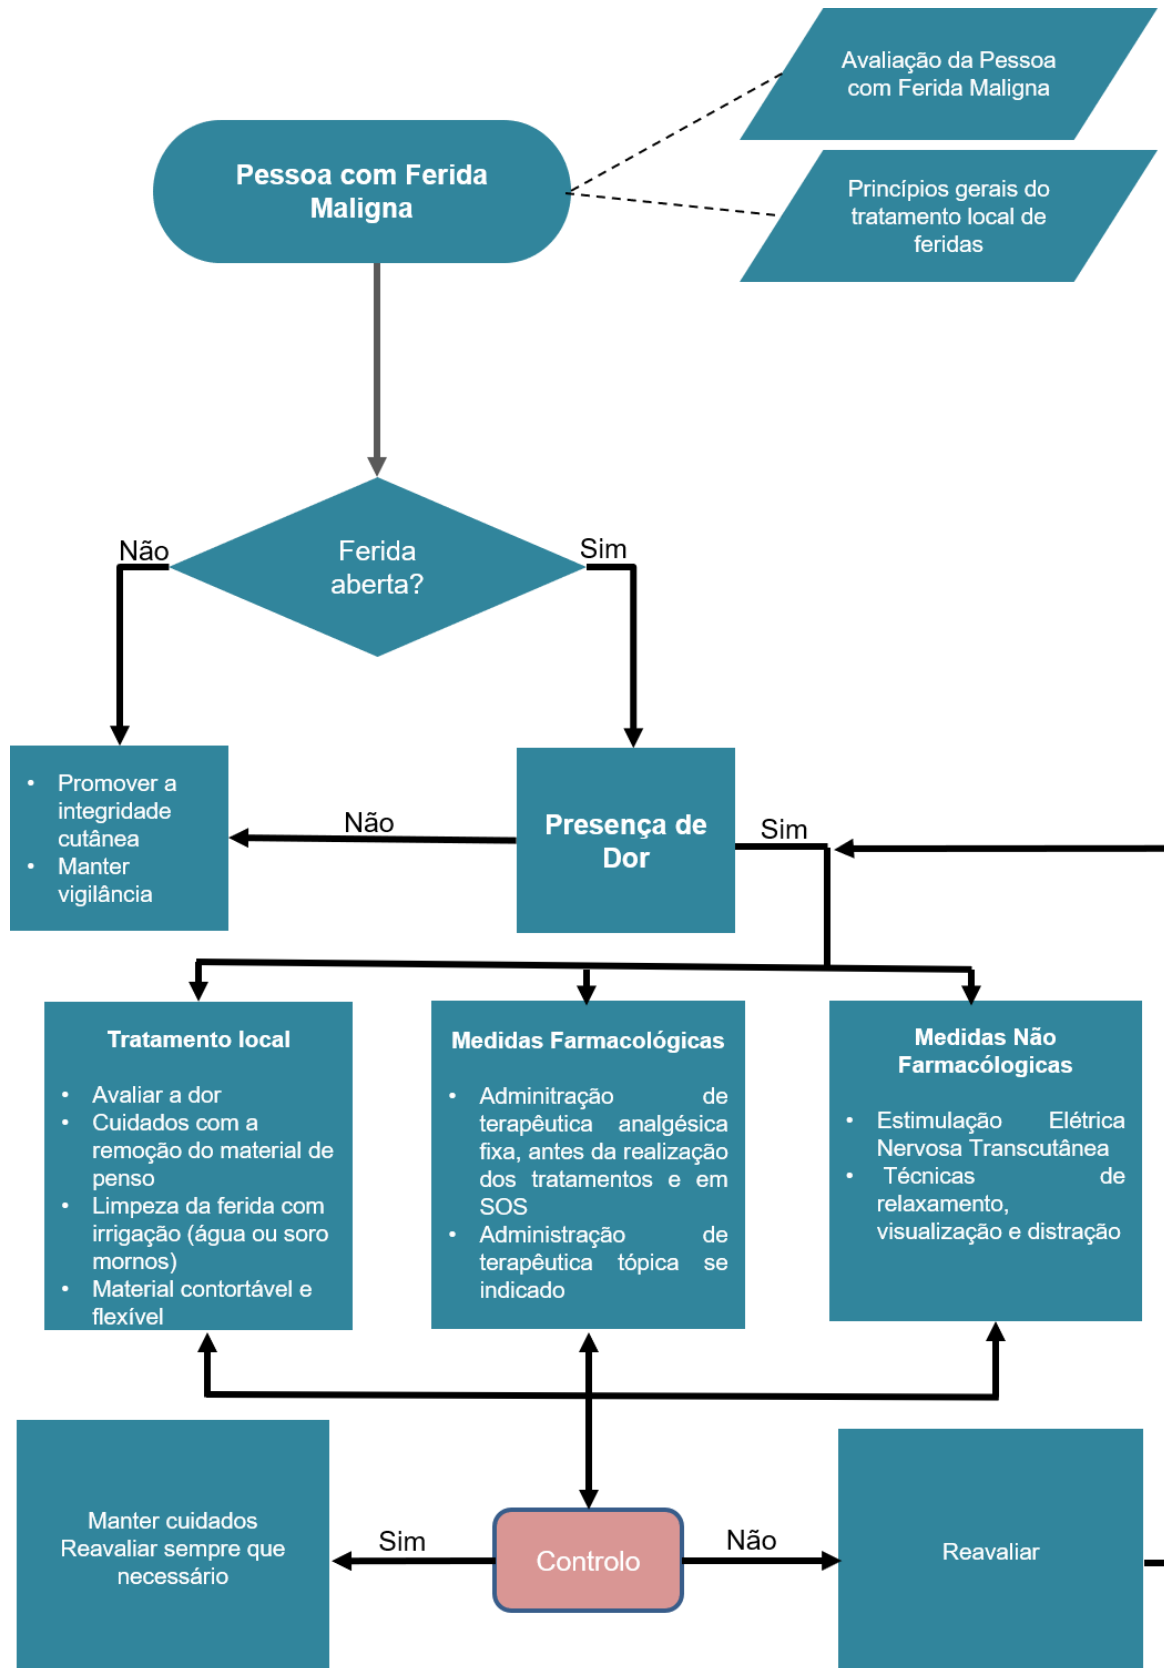 Avaliação da Pessoa
com Ferida Maligna
Pessoa com Ferida
Maligna
Princípios gerais do
tratamento local de
feridas
Ferida
aberta?
Não
Sim
• Promover a
integridade
cutânea
• Manter
vigilância
Não
Presença de
Dor
Sim
Tratamento local
• Avaliar a dor
• Cuidados com a
remoção do material de
penso
• Limpeza da ferida com
irrigação (água ou soro
mornos)
• Material contortável e
flexível
Medidas Farmacológicas
• Adminitração de
terapêutica analgésica
fixa, antes da realização
dos tratamentos e em
SOS
• Administração de
terapêutica tópica se
indicado
Medidas Não
Farmacólogicas
• Estimulação Elétrica
Nervosa Transcutânea
• Técnicas de
relaxamento,
visualização e distração
Manter cuidados
Reavaliar sempre que
necessário
Sim
Controlo
Não
Reavaliar